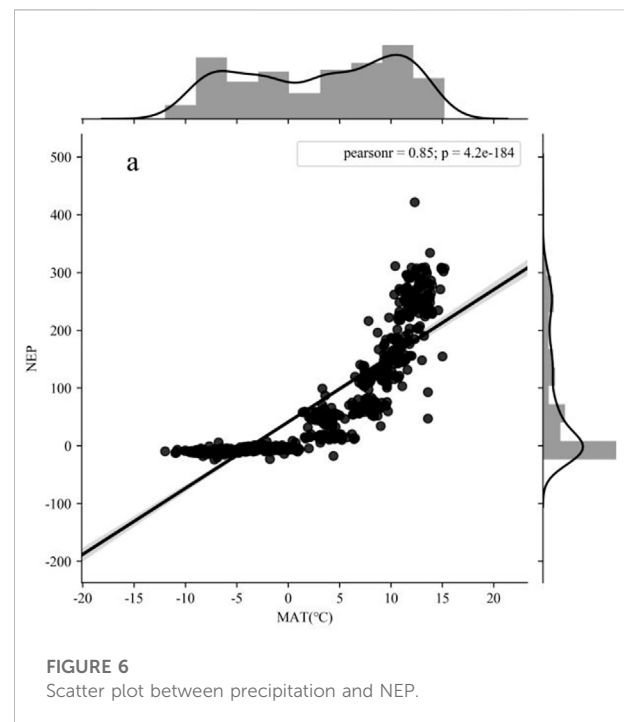 a
pearsonr = 0.85; p = 4.2e-184
500
400
300
200
100
0
-100
-200
NEP
-20
-15
-10
-5
0
5
10
15
20
MAT(℃)
FIGURE 6
Scatter plot between precipitation and NEP.